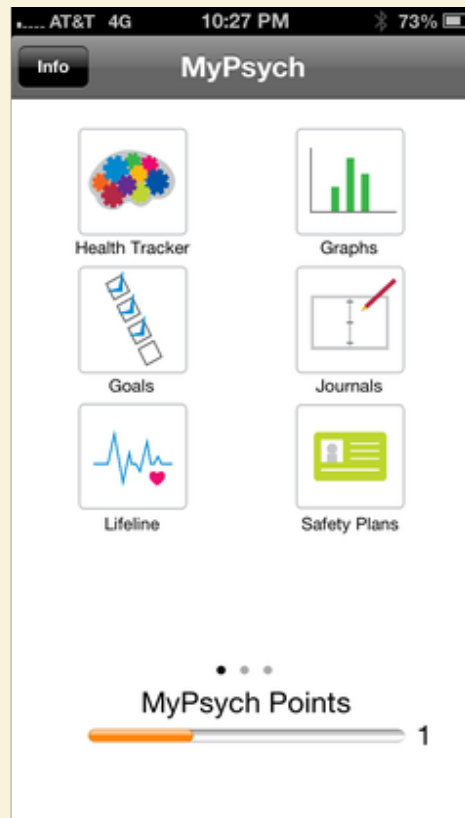 AT&T 4G 10:27 PM 73%
Info MyPsych
Health Tracker Graphs
Goals Journals
Lifeline Safety Plans
MyPsych Points
1